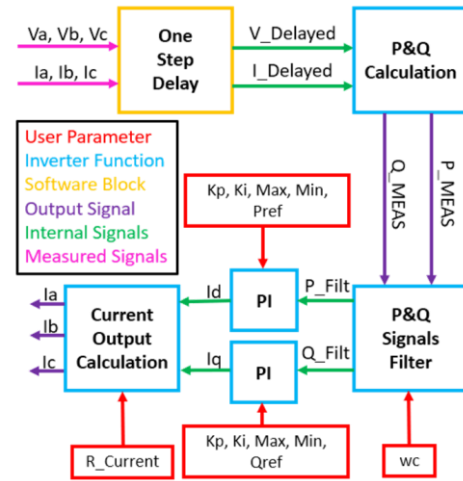 Va, Vb, Vc
Ia, Ib, Ic
One
Step
Delay
V_Delayed
I_Delayed
P&Q
Calculation
User Parameter
Inverter Function
Software Block
Output Signal
Internal Signals
Measured Signals
Q_MEAS
P_MEAS
Kp, Ki, Max, Min,
Pref
Ia
Ib
Ic
Current
Output
Calculation
Id
PI
P_Filt
Iq
PI
Q_Filt
P&Q
Signals
Filter
R_Current
Kp, Ki, Max, Min,
Qref
wc